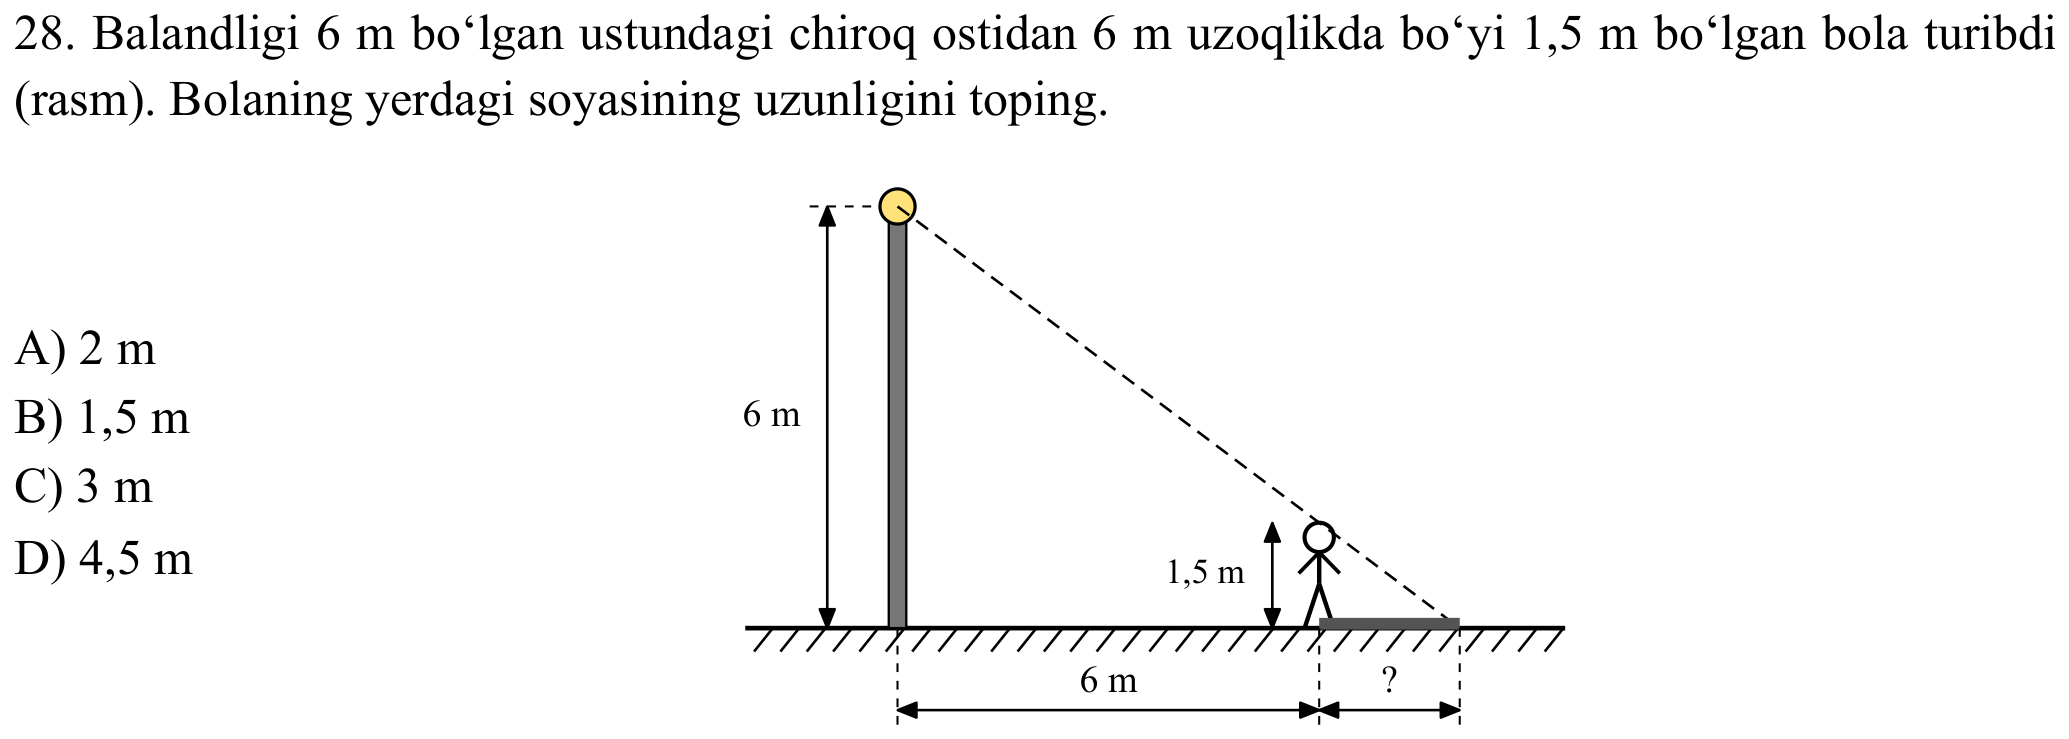 28. Balandligi 6 m bo‘lgan ustundagi chiroq ostidan 6 m uzoqlikda bo‘yi 1,5 m bo‘lgan bola turibdi
(rasm). Bolaning yerdagi soyasining uzunligini toping.
A) 2 m
B) 1,5 m
C) 3 m
D) 4,5 m
6 m
1,5 m
6 m
?